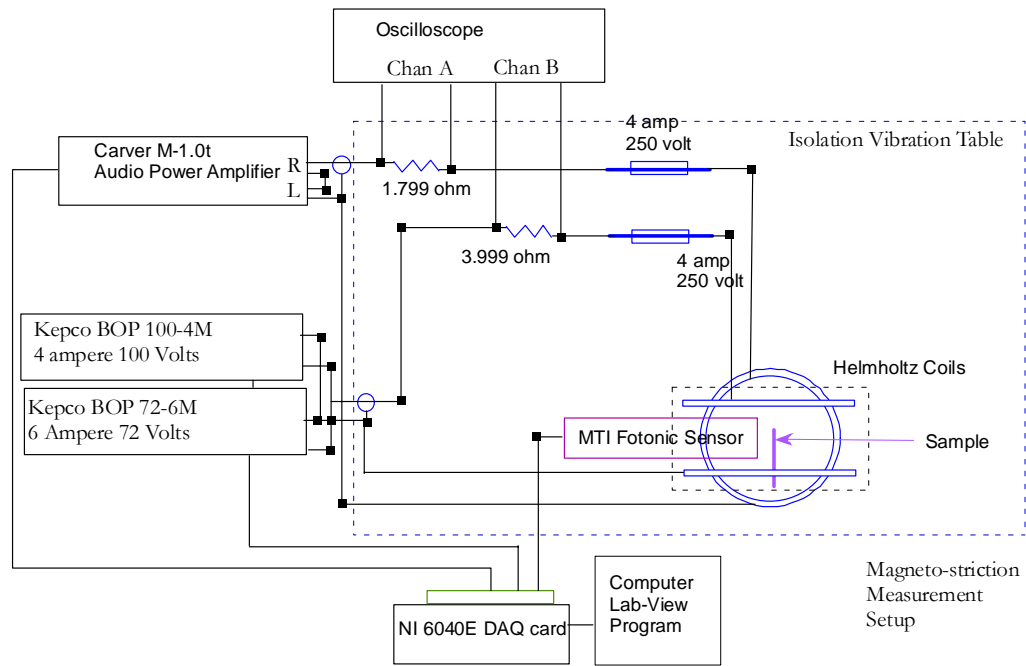 Oscilloscope
Chan A
Chan B
4 amp
250 volt
Isolation Vibration Table
Carver M-1.0t
Audio Power Amplifier
R
L
1.799 ohm
3.999 ohm
4 amp
250 volt
Kepco BOP 100-4M
4 ampere 100 Volts
Kepco BOP 72-6M
6 Ampere 72 Volts
Helmholtz Coils
MTI Fotonic Sensor
Sample
Magneto-striction
Measurement
Setup
Computer
Lab-View
Program
NI 6040E DAQ card